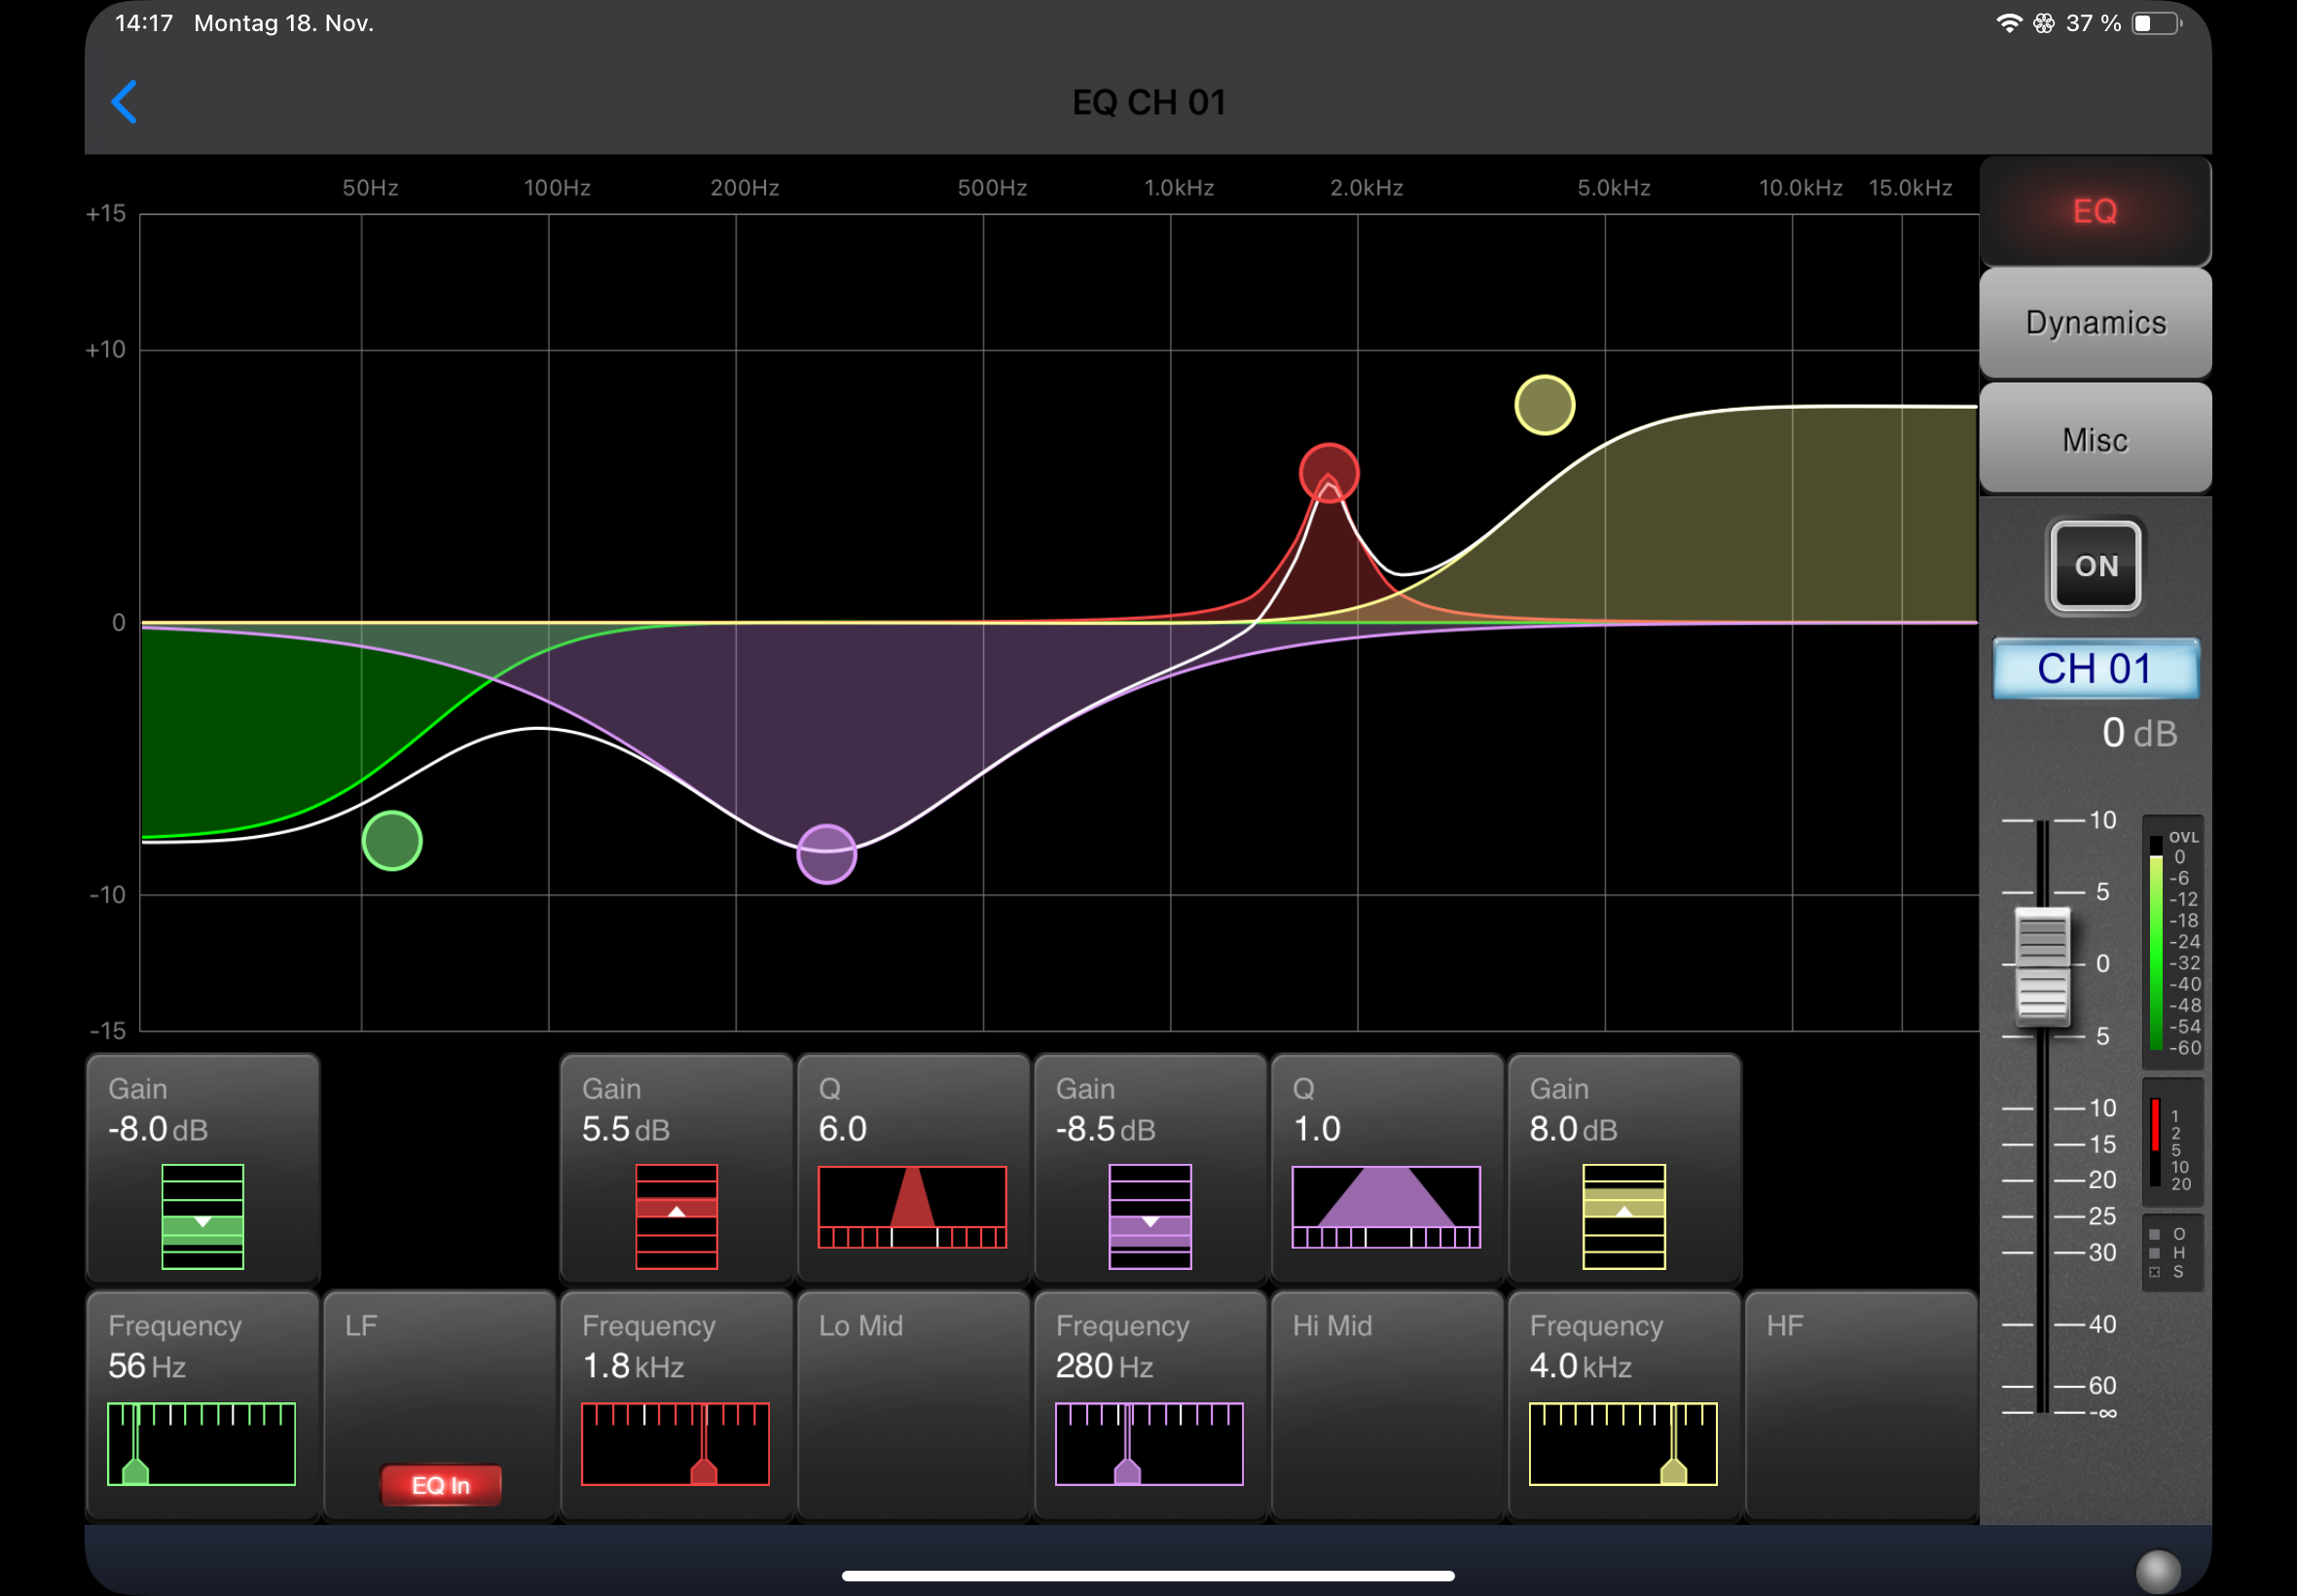 14:17 Montag 18. Nov.
37 %
EQ CH 01
50Hz 100Hz 200Hz 500Hz 1.0kHz 2.0kHz 5.0kHz 10.0kHz 15.0kHz
+15
+10
0
-10
-15
EQ
Dynamics
Misc
ON
CH 01
0 dB
10
5
0
5
10
15
20
25
30
40
60
-∞
OVL
0
-6
-12
-18
-24
-32
-40
-48
-54
-60
1
2
5
10
20
O
H
S
Gain
-8.0 dB
Gain
5.5 dB
Q
6.0
Gain
-8.5 dB
Q
1.0
Gain
8.0 dB
Frequency
56 Hz
LF
EQ In
Frequency
1.8 kHz
Lo Mid
Frequency
280 Hz
Hi Mid
Frequency
4.0 kHz
HF